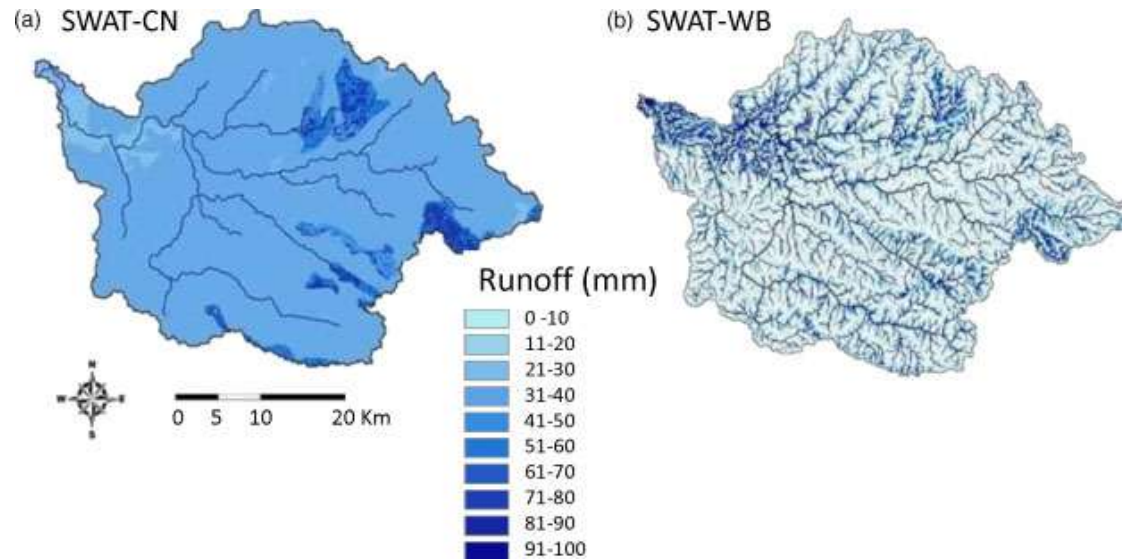 (a) SWAT-CN
(b) SWAT-WB
Runoff (mm)
0 -10
11-20
21-30
31-40
41-50
51-60
61-70
71-80
81-90
91-100
N
W E
S
0 5 10 20 Km